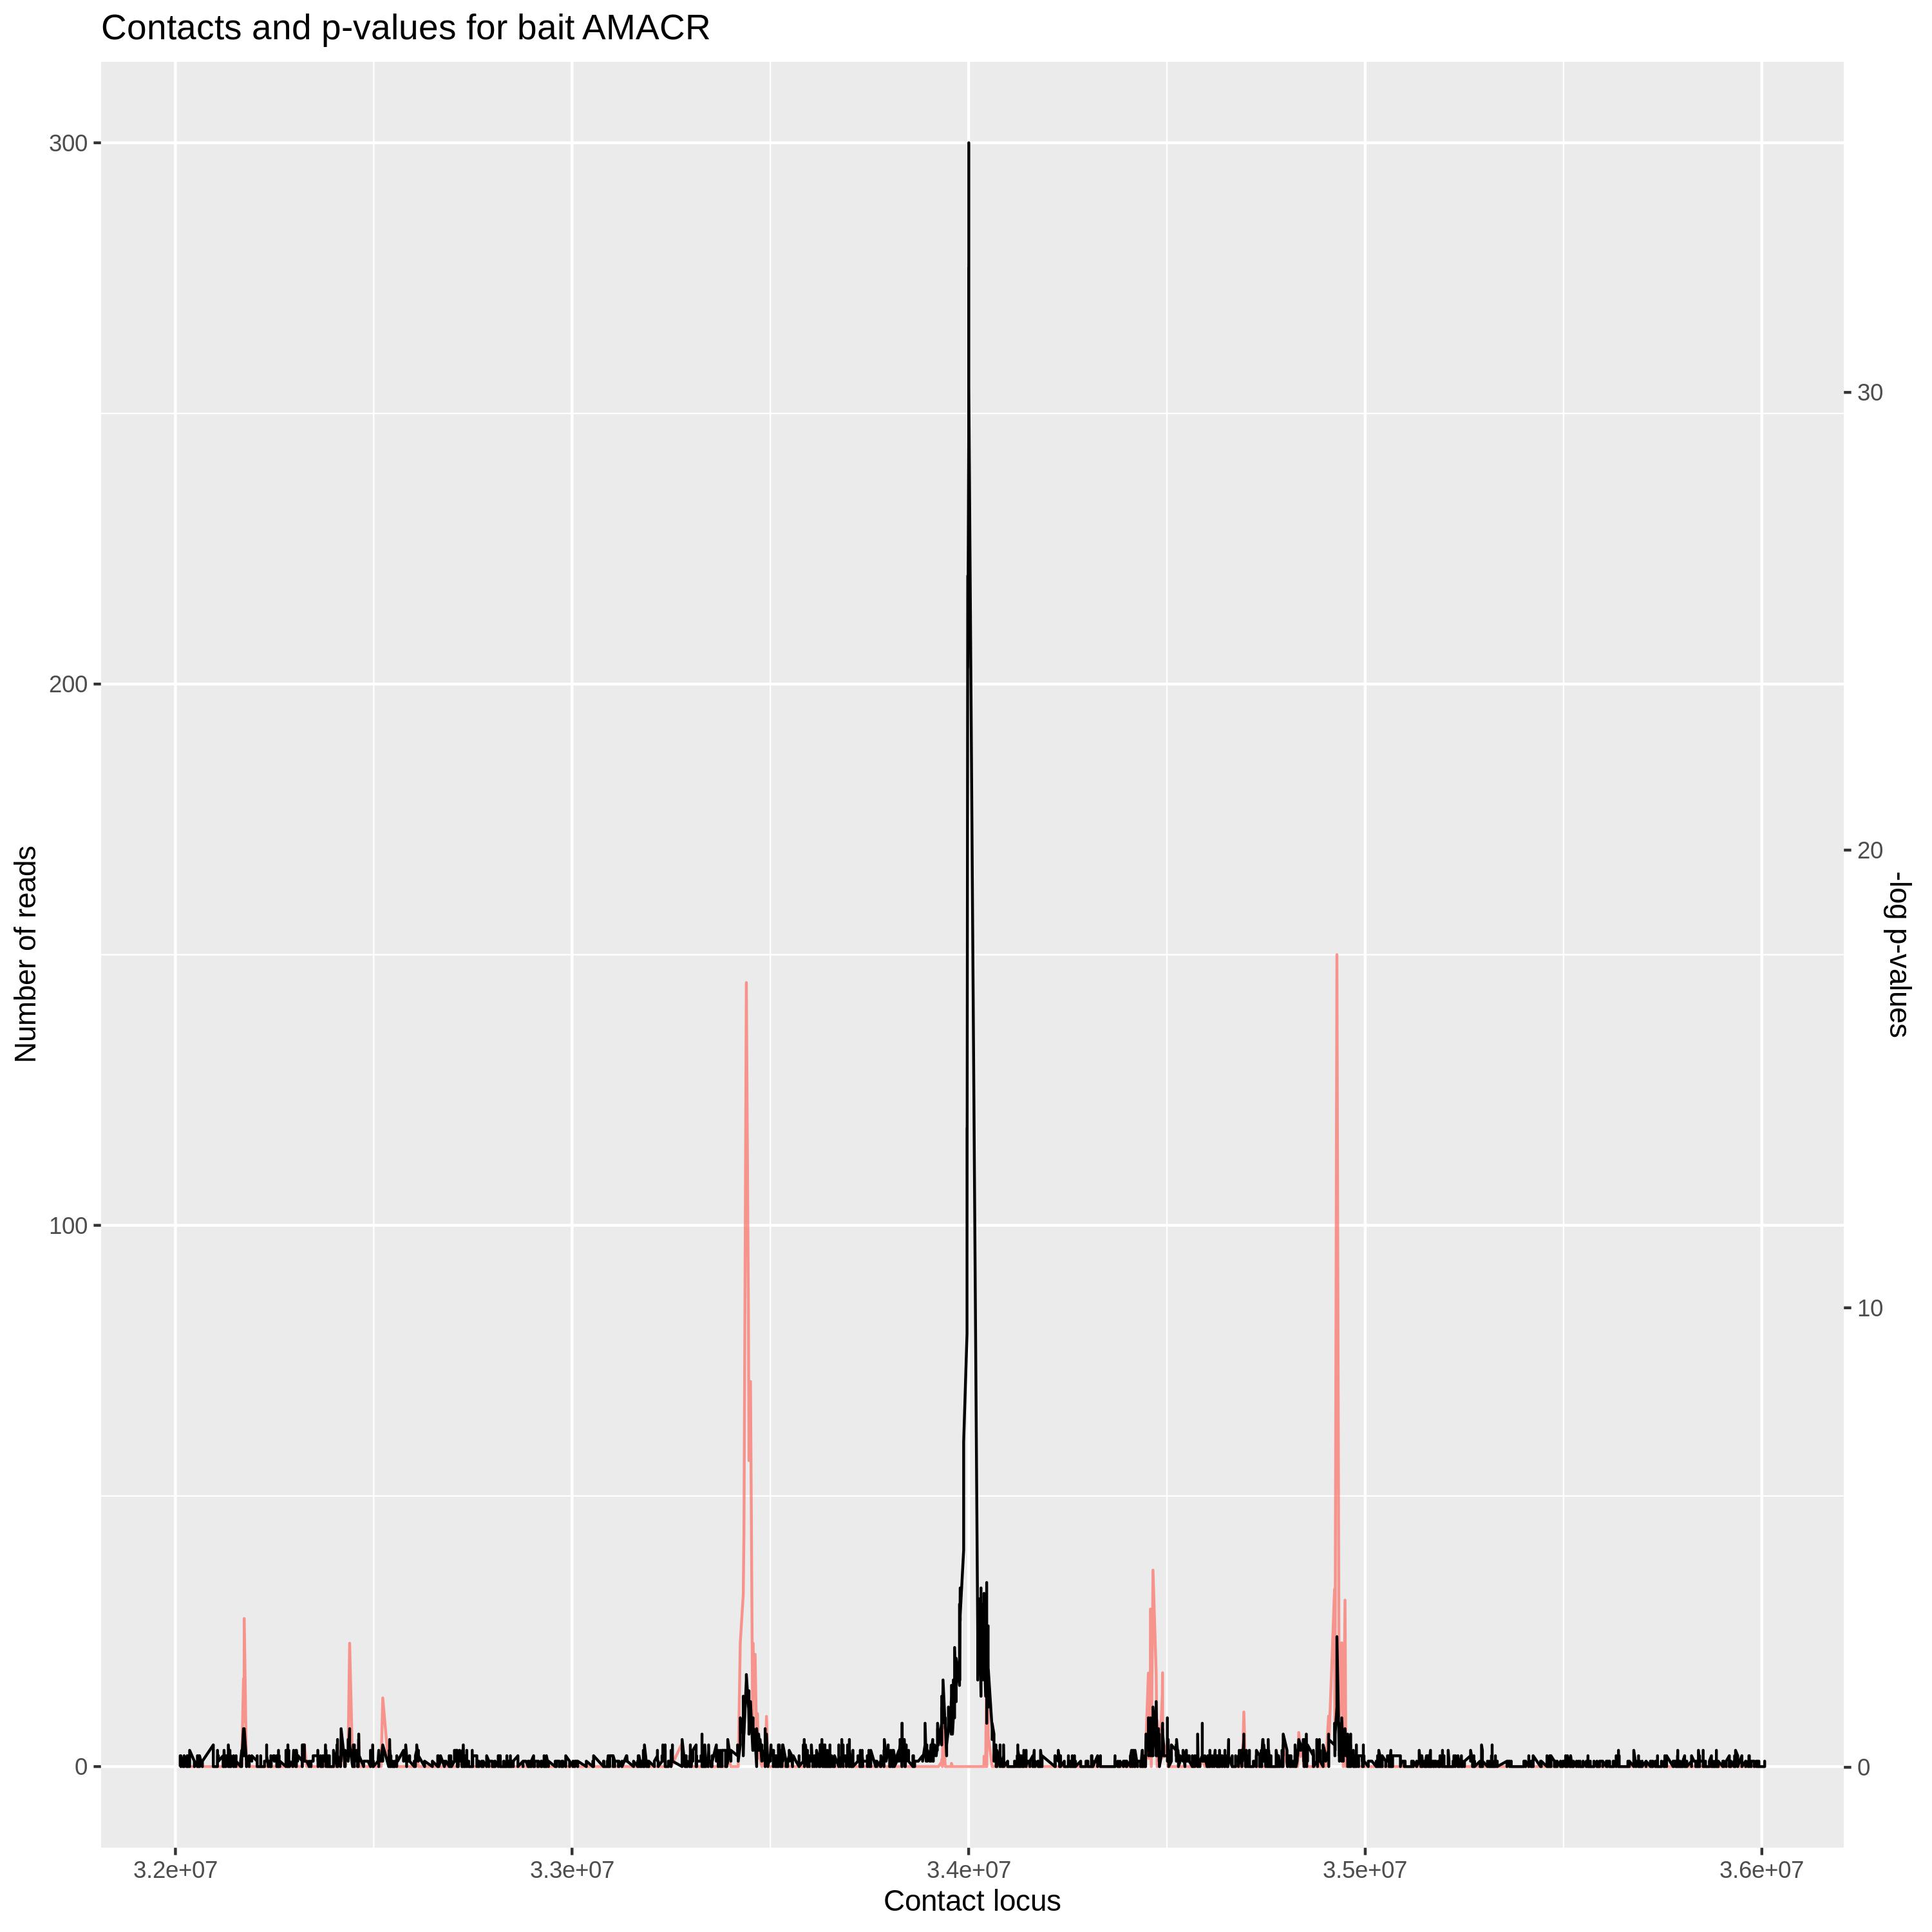 Contacts and p-values for bait AMACR
300
200
100
0
Number of reads
30
20
10
0
-log p-values
3.2e+07
3.3e+07
3.4e+07
3.5e+07
3.6e+07
Contact locus